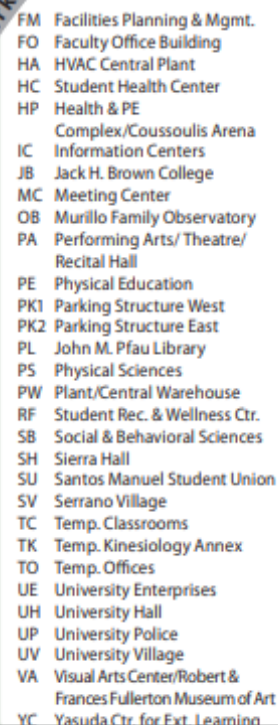 FM Facilities Planning & Mgmt.
FO Faculty Office Building
HA HVAC Central Plant
HC Student Health Center
HP Health & PE
Complex/Coussoulis Arena
IC Information Centers
JB Jack H. Brown College
MC Meeting Center
OB Murillo Family Observatory
PA Performing Arts/ Theatre/
Recital Hall
PE Physical Education
PK1 Parking Structure West
PK2 Parking Structure East
PL John M. Pfau Library
PS Physical Sciences
PW Plant/Central Warehouse
RF Student Rec. & Wellness Ctr.
SB Social & Behavioral Sciences
SH Sierra Hall
SU Santos Manuel Student Union
SV Serrano Village
TC Temp. Classrooms
TK Temp. Kinesiology Annex
TO Temp. Offices
UE University Enterprises
UH University Hall
UP University Police
UV University Village
VA Visual Arts Center/Robert &
Frances Fullerton Museum of Art
YC Yasuda Ctr. for Ext. Learning